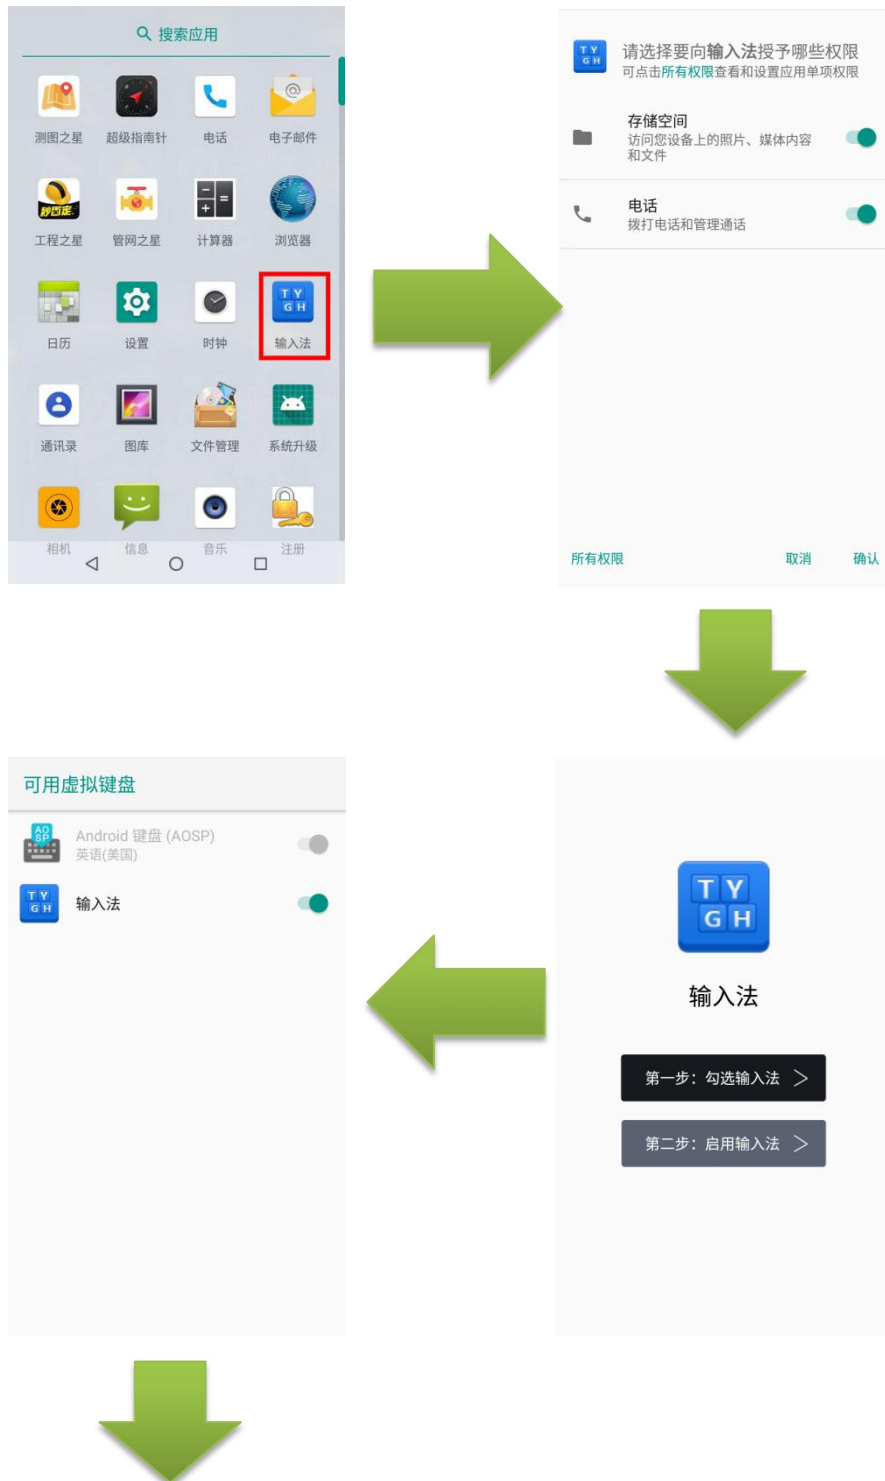 搜索应用
测图之星 超级指南针 电话 电子邮件
秒百定
工程之星 管网之星 计算器 浏览器
T Y
G H
日历 设置 时钟 输入法
通讯录 图库 文件管理 系统升级
相机 信息 音乐 注册
T Y
G H
请选择要向输入法授予哪些权限
可点击所有权限查看和设置应用单项权限
存储空间
访问您设备上的照片、媒体内容
和文件
电话
拨打电话和管理通话
所有权限 取消 确认
T Y
G H
输入法
第一步：勾选输入法 >
第二步：启用输入法 >
可用虚拟键盘
AO
SP
Android 键盘 (AOSP)
英语(美国)
T Y
G H
输入法